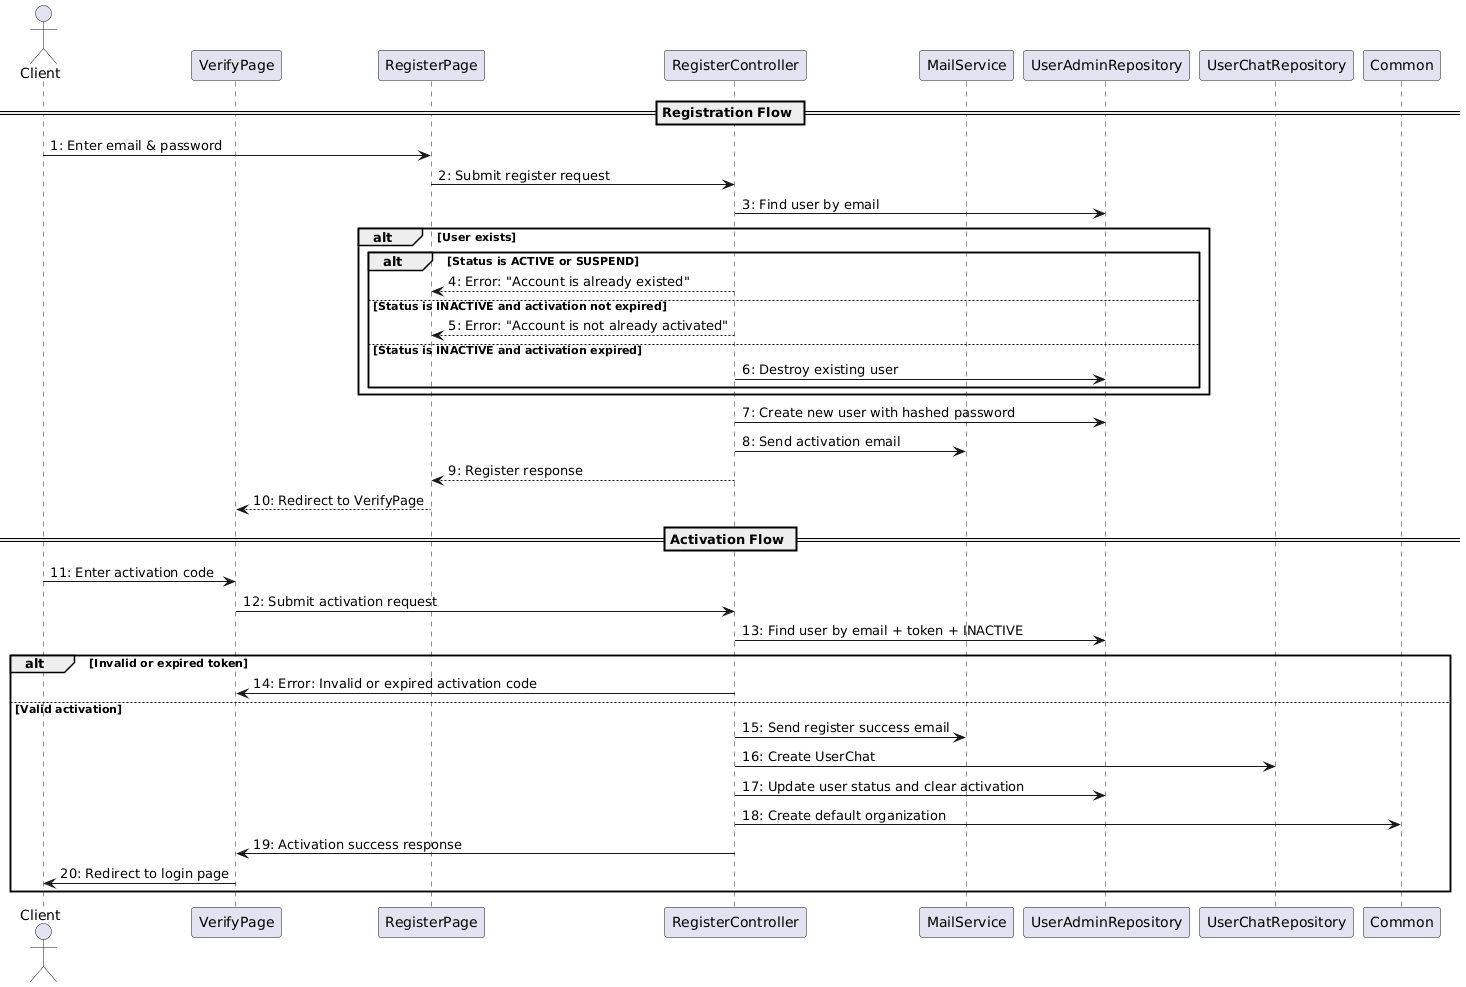 Client
VerifyPage
RegisterPage
RegisterController
MailService
UserAdminRepository
UserChatRepository
Common
Registration Flow
1: Enter email & password
2: Submit register request
3: Find user by email
alt [User exists]
alt [Status is ACTIVE or SUSPEND]
4: Error: "Account is already existed"
[Status is INACTIVE and activation not expired]
5: Error: "Account is not already activated"
[Status is INACTIVE and activation expired]
6: Destroy existing user
7: Create new user with hashed password
8: Send activation email
9: Register response
10: Redirect to VerifyPage
Activation Flow
11: Enter activation code
12: Submit activation request
13: Find user by email + token + INACTIVE
alt [Invalid or expired token]
14: Error: Invalid or expired activation code
[Valid activation]
15: Send register success email
16: Create UserChat
17: Update user status and clear activation
18: Create default organization
19: Activation success response
20: Redirect to login page
Client
VerifyPage
RegisterPage
RegisterController
MailService
UserAdminRepository
UserChatRepository
Common